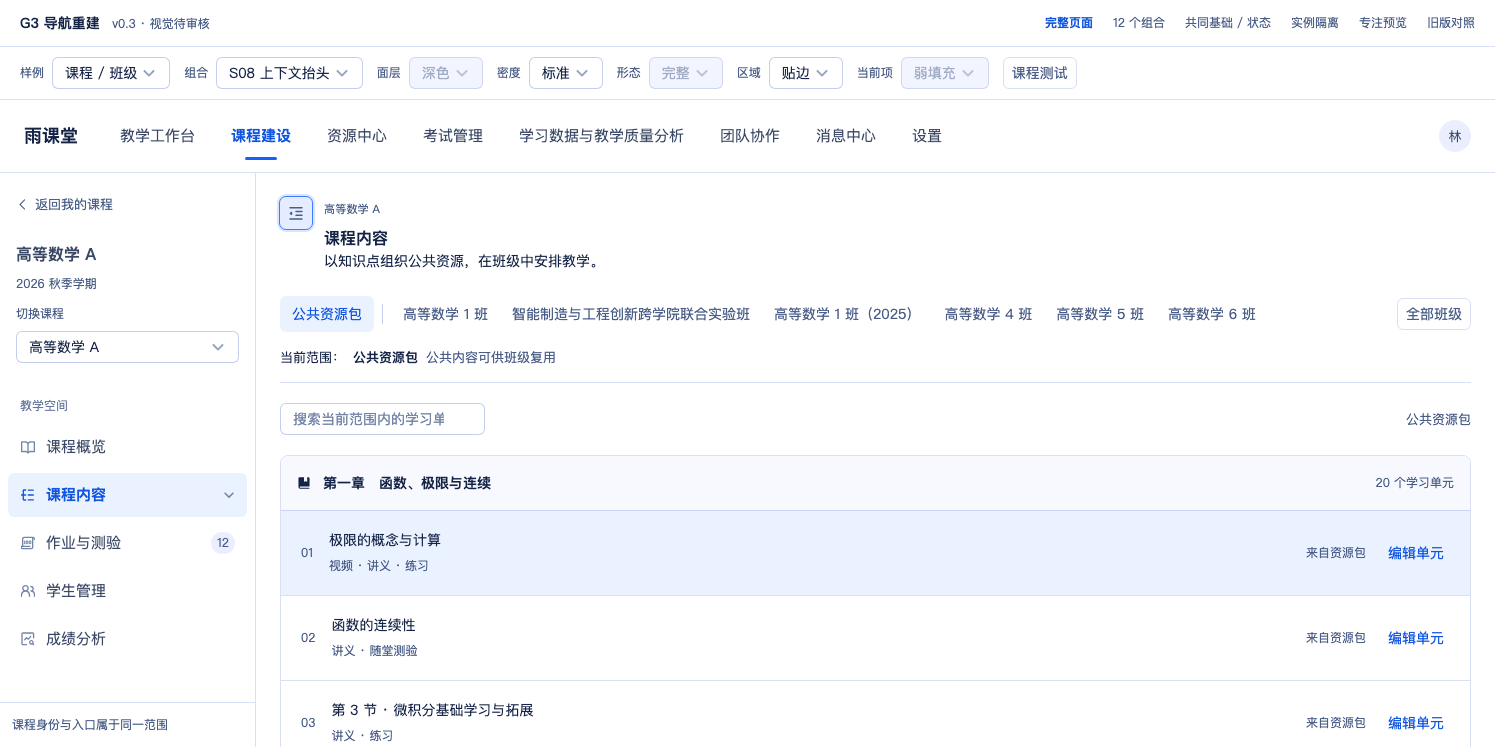 G3 导航重建 v0.3 · 视觉待审核 完整页面 12 个组合 共同基础 / 状态 实例隔离 专注预览 旧版对照
样例 课程 / 班级 组合 S08 上下文抬头 面层 深色 密度 标准 形态 完整 区域 贴边 当前项 弱填充 课程测试
雨课堂 教学工作台 课程建设 资源中心 考试管理 学习数据与教学质量分析 团队协作 消息中心 设置 林
返回我的课程
高等数学 A
2026 秋季学期
切换课程
高等数学 A
教学空间
课程概览
课程内容
作业与测验 12
学生管理
成绩分析
课程身份与入口属于同一范围
高等数学 A
课程内容
以知识点组织公共资源，在班级中安排教学。
公共资源包 高等数学 1 班 智能制造与工程创新跨学院联合实验班 高等数学 1 班（2025） 高等数学 4 班 高等数学 5 班 高等数学 6 班 全部班级
当前范围： 公共资源包 公共内容可供班级复用
搜索当前范围内的学习单 公共资源包
第一章 函数、极限与连续 20 个学习单元
01 极限的概念与计算 来自资源包 编辑单元
视频 · 讲义 · 练习
02 函数的连续性 来自资源包 编辑单元
讲义 · 随堂测验
03 第 3 节 · 微积分基础学习与拓展 来自资源包 编辑单元
讲义 · 练习